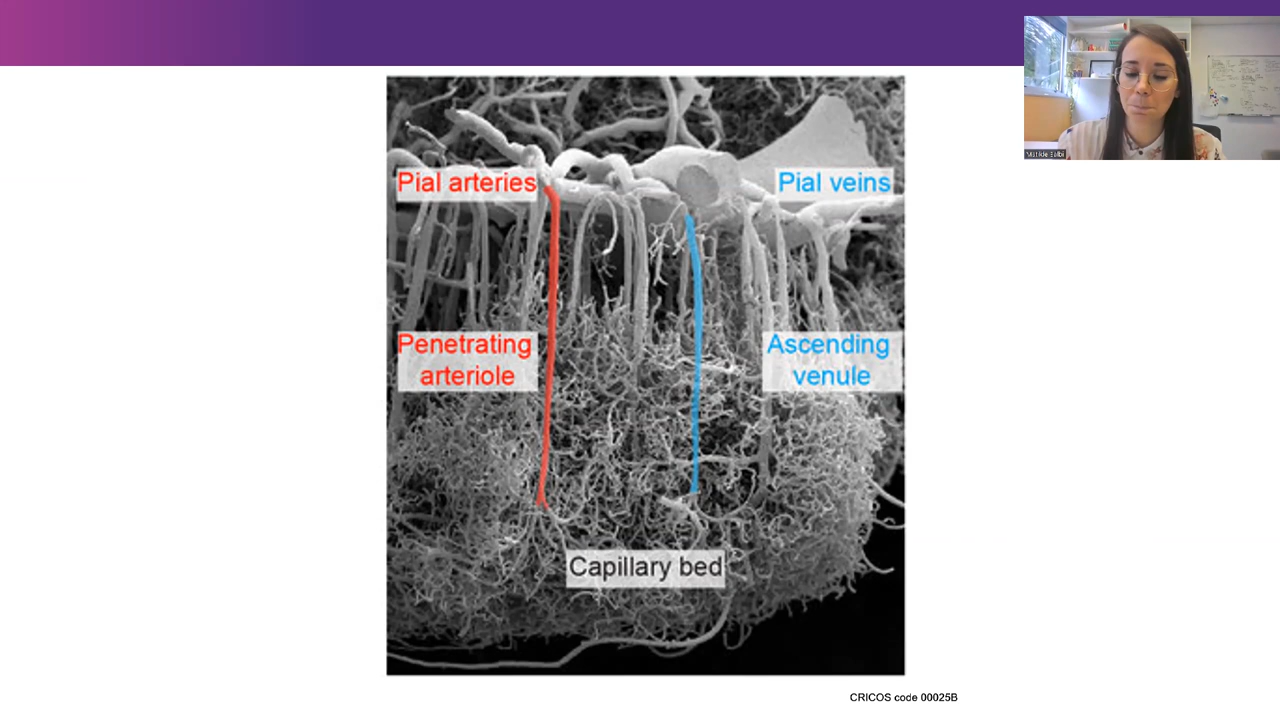 Pial arteries
Pial veins
Penetrating
arteriole
Ascending
venule
Capillary bed
CRICOS code 00025B